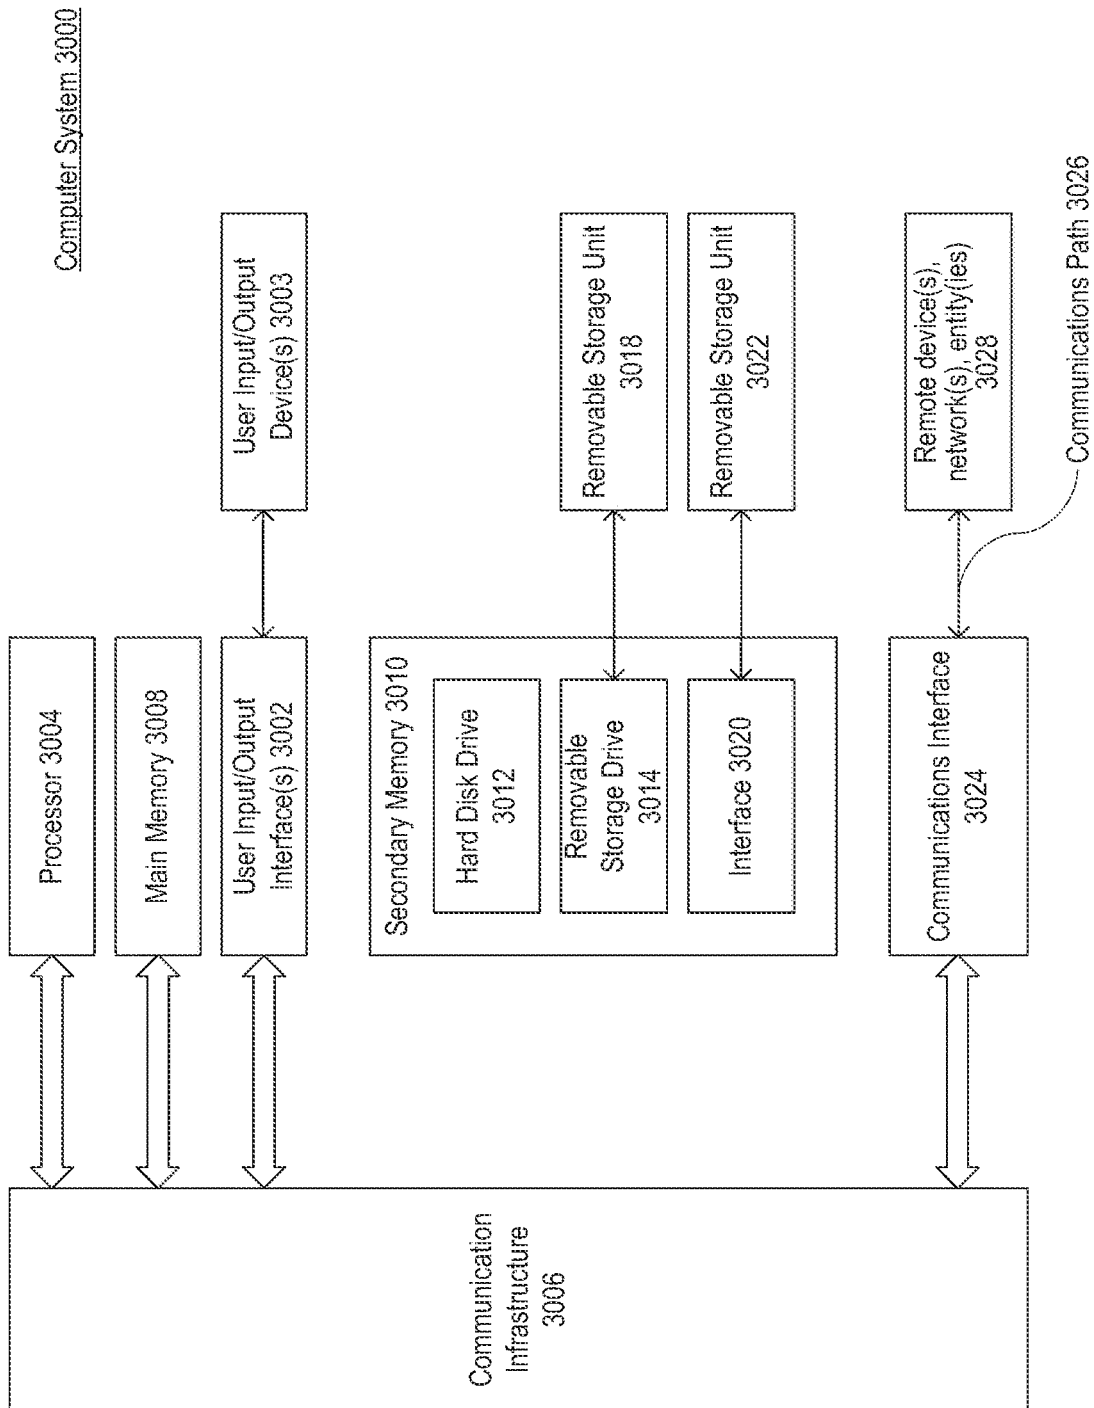 Computer System 3000
Processor 3004
Main Memory 3008
User Input/Output
Interface(s) 3002
User Input/Output
Device(s) 3003
Secondary Memory 3010
Hard Disk Drive
3012
Removable
Storage Drive
3014
Interface 3020
Removable Storage Unit
3018
Removable Storage Unit
3022
Communications Interface
3024
Remote device(s),
network(s), entity(ies)
3028
Communications Path 3026
Communication
Infrastructure
3006